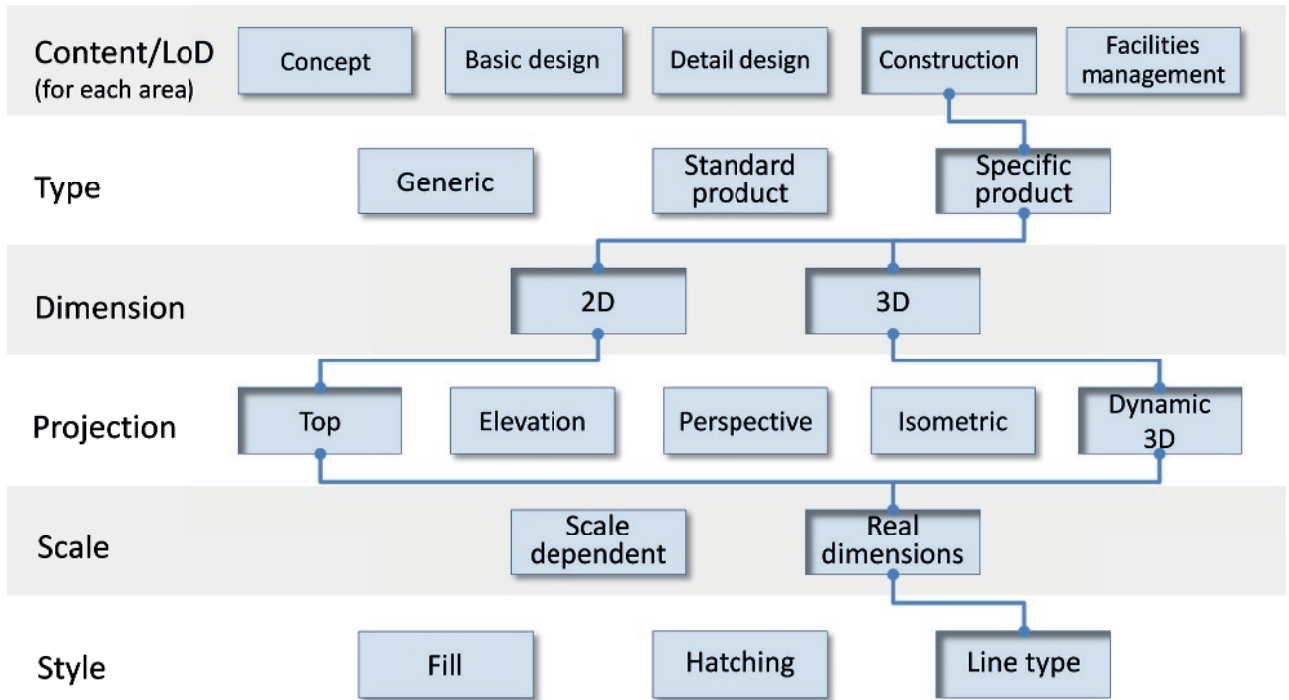 Content/LoD
(for each area)
Concept
Basic design
Detail design
Construction
Facilities
management
Type
Generic
Standard
product
Specific
product
Dimension
2D
3D
Projection
Top
Elevation
Perspective
Isometric
Dynamic
3D
Scale
Scale
dependent
Real
dimensions
Style
Fill
Hatching
Line type